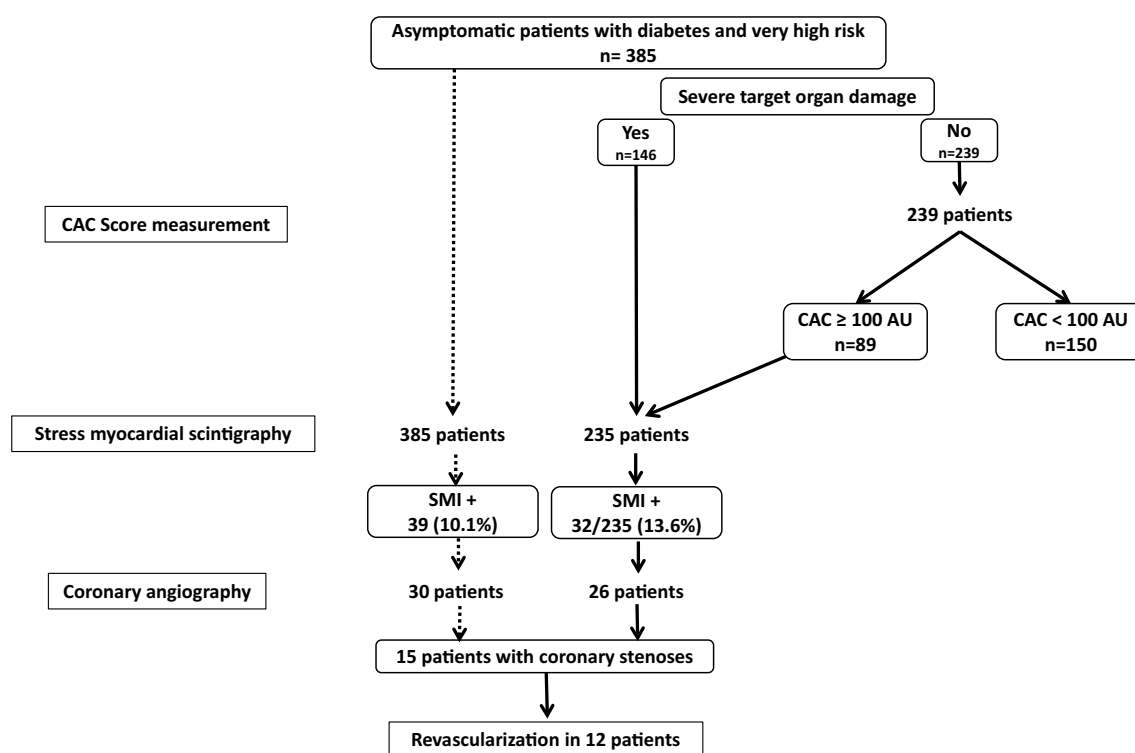 Asymptomatic patients with diabetes and very high risk
n= 385
Severe target organ damage
Yes
n=146
No
n=239
CAC Score measurement
239 patients
CAC ≥ 100 AU
n=89
CAC < 100 AU
n=150
Stress myocardial scintigraphy
385 patients
235 patients
SMI +
39 (10.1%)
SMI +
32/235 (13.6%)
Coronary angiography
30 patients
26 patients
15 patients with coronary stenoses
Revascularization in 12 patients